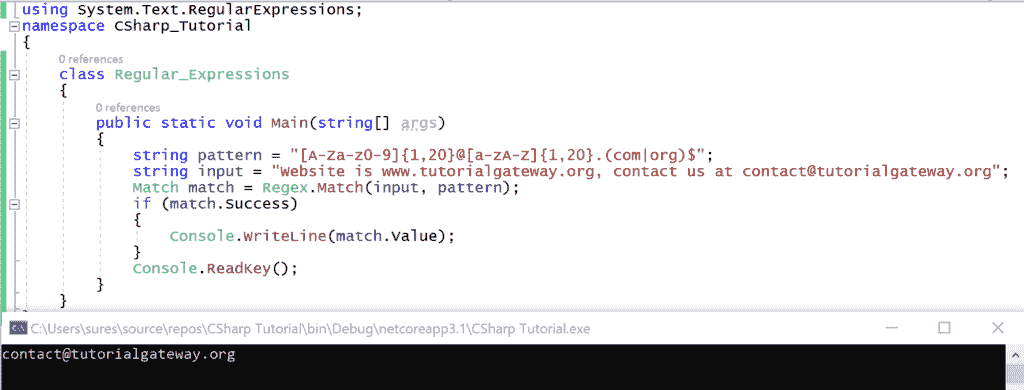 using System.Text.RegularExpressions;
namespace CSharp_Tutorial
{
0 references
class Regular_Expressions
{
0 references
public static void Main(string[] args)
{
string pattern = "[A-Za-z0-9]{1,20}@[a-zA-Z]{1,20}.(com|org)$";
string input = "Website is www.tutorialgateway.org, contact us at contact@tutorialgateway.org";
Match match = Regex.Match(input, pattern);
if (match.Success)
{
Console.WriteLine(match.Value);
}
Console.ReadKey();
}
}
C:\Users\sures\source\repos\CSharp Tutorial\bin\Debug\netcoreapp3.1\CSharp Tutorial.exe
contact@tutorialgateway.org